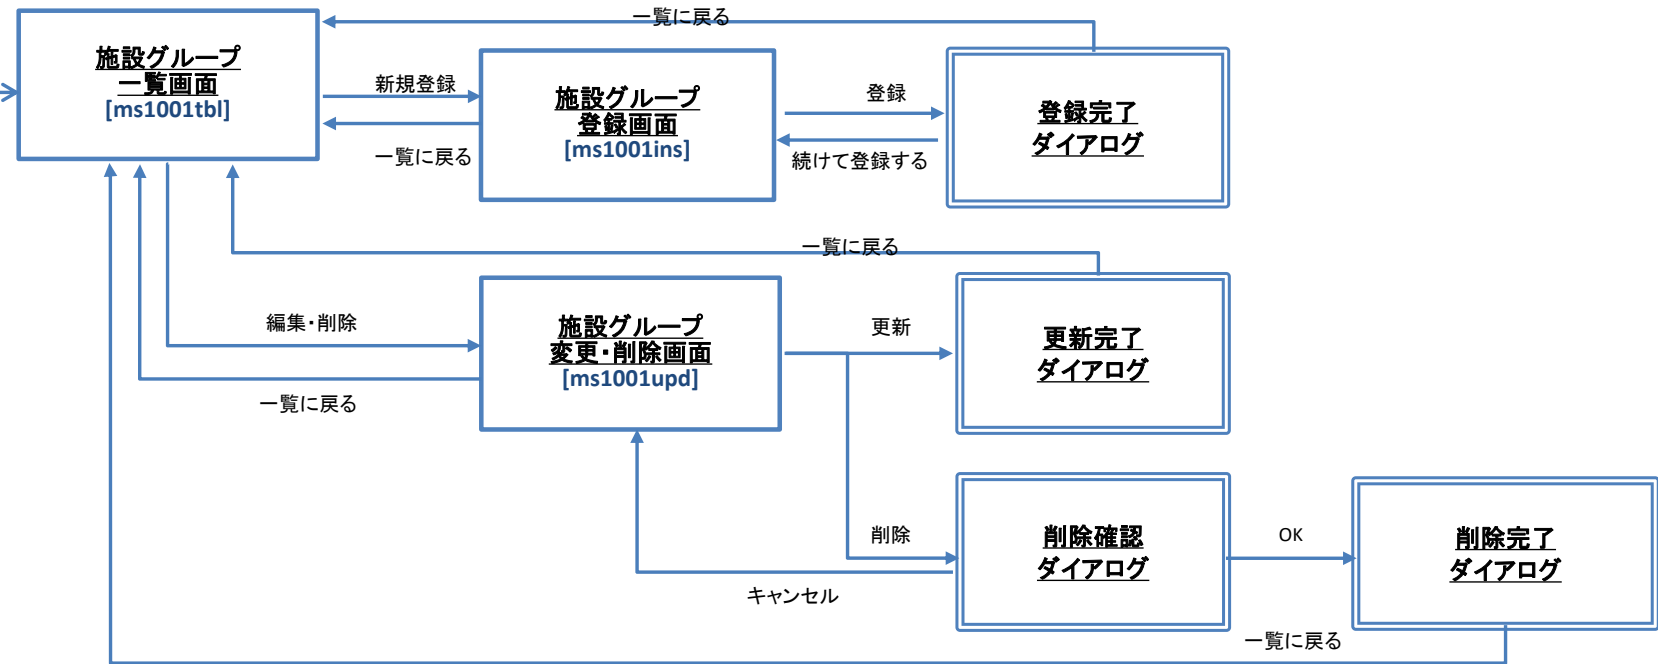 一覧に戻る
施設グループ
一覧画面
[ms1001tbl]
新規登録
一覧に戻る
施設グループ
登録画面
[ms1001ins]
登録
続けて登録する
登録完了
ダイアログ
一覧に戻る
編集・削除
一覧に戻る
施設グループ
変更・削除画面
[ms1001upd]
更新
更新完了
ダイアログ
削除
キャンセル
削除確認
ダイアログ
OK
削除完了
ダイアログ
一覧に戻る